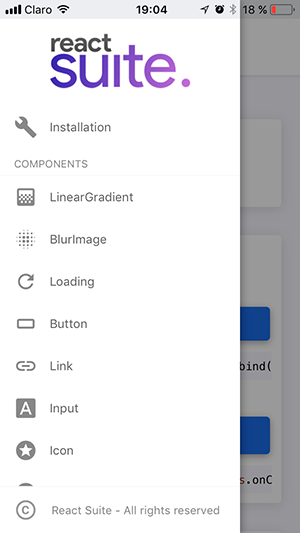 Claro 19:04 18 %
react
suite.
Installation
COMPONENTS
LinearGradient
BlurImage
Loading
Button
bind(
Link
A Input
Icon
s.onC
© React Suite - All rights reserved